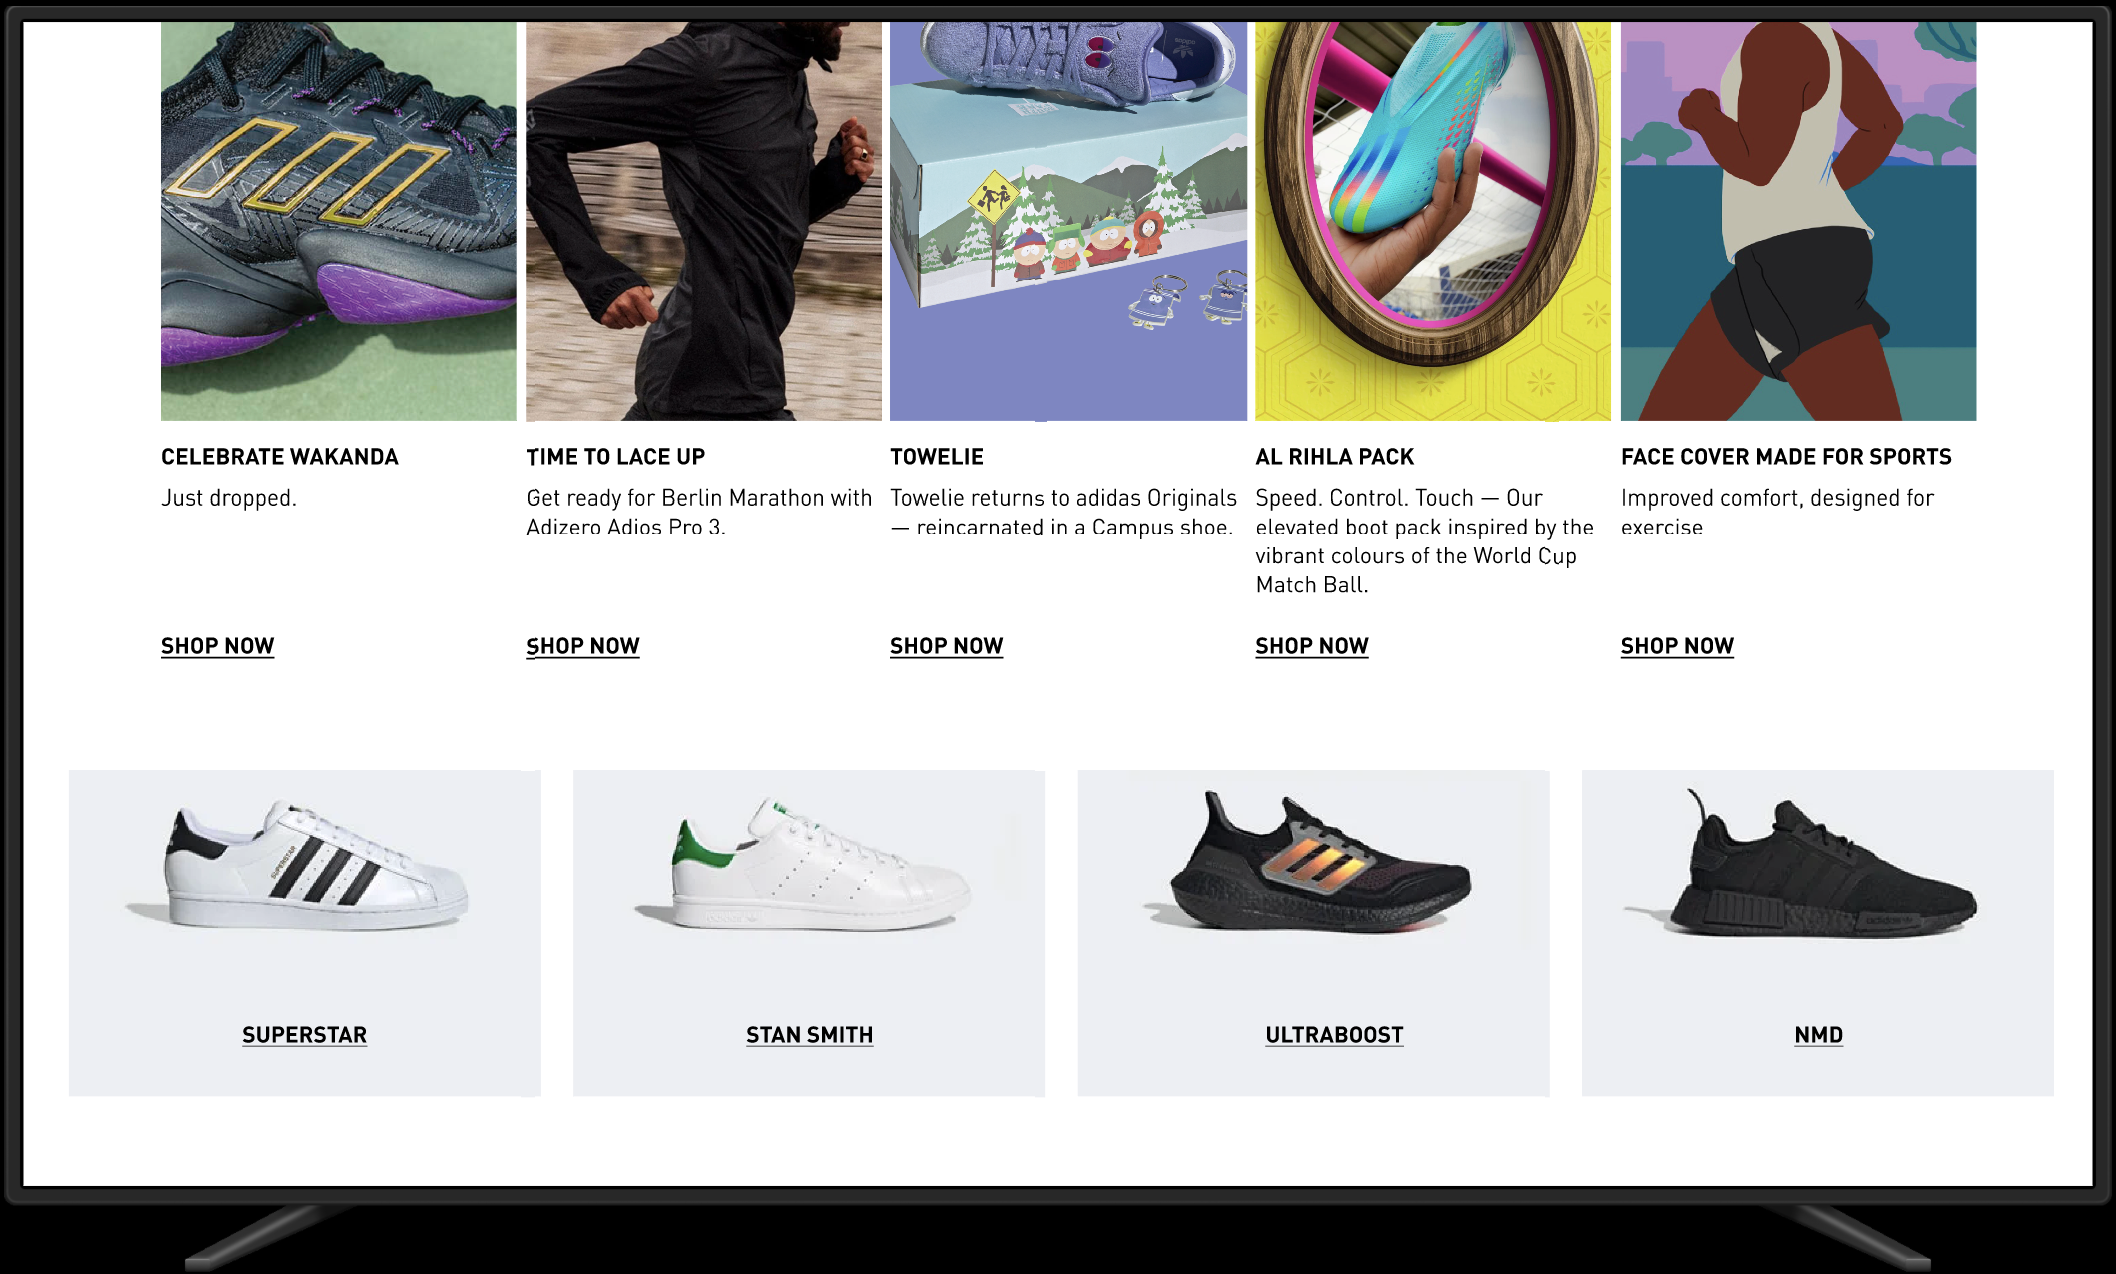 CELEBRATE WAKANDA
Just dropped.
SHOP NOW
TIME TO LACE UP
Get ready for Berlin Marathon with
Adizero Adios Pro 3.
SHOP NOW
TOWELIE
Towelie returns to adidas Originals
— reincarnated in a Campus shoe.
SHOP NOW
AL RIHLA PACK
Speed. Control. Touch — Our
elevated boot pack inspired by the
vibrant colours of the World Cup
Match Ball.
SHOP NOW
FACE COVER MADE FOR SPORTS
Improved comfort, designed for
exercise
SHOP NOW
SUPERSTAR
SUPERSTAR
STAN SMITH
ULTRABOOST
adidas
NMD